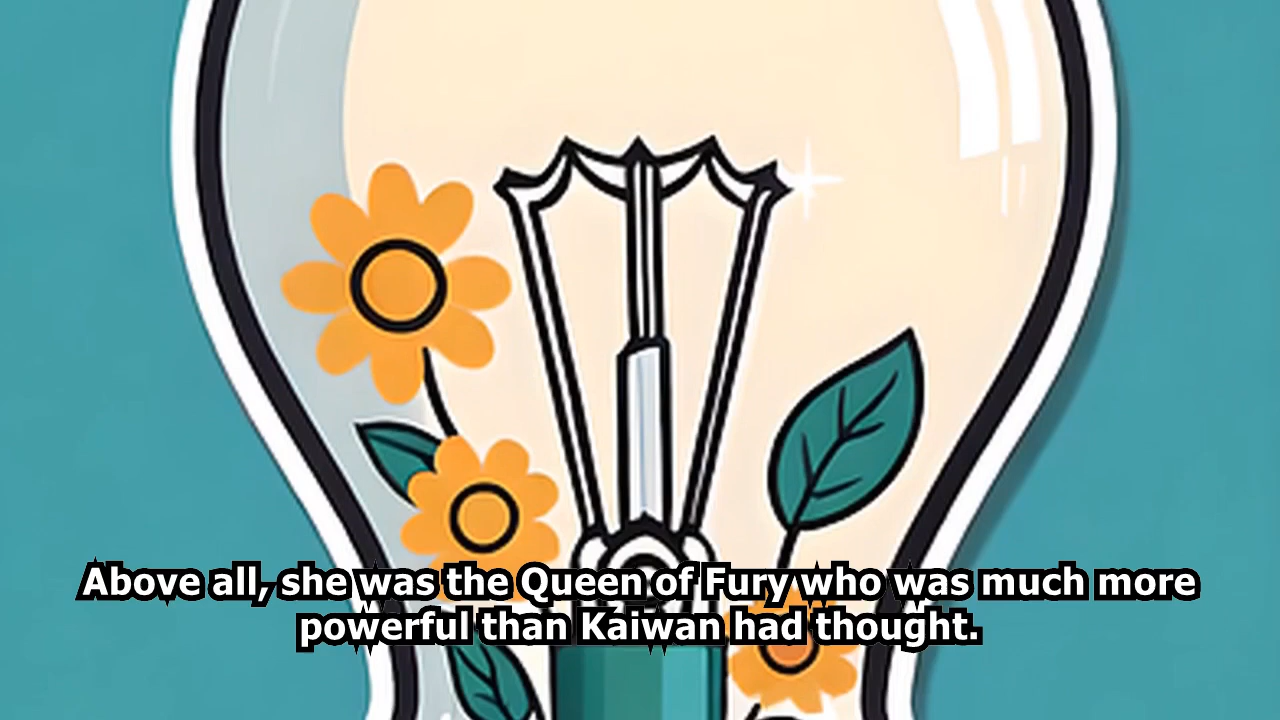 Above all, she was the Queen of Fury who was much more
powerful than Kaiwan had thought.